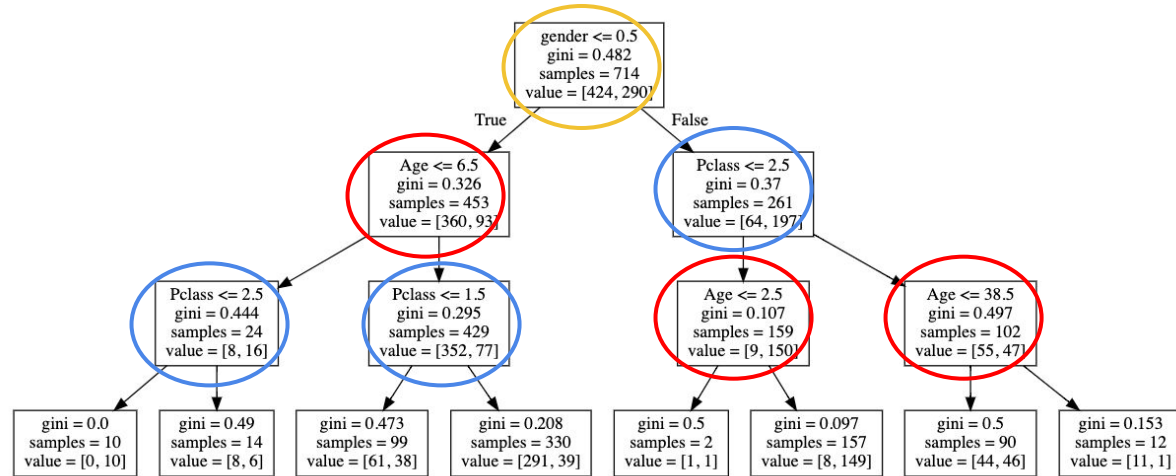 gender <= 0.5
gini = 0.482
samples = 714
value = [424, 290]
True
False
Age <= 6.5
gini = 0.326
samples = 453
value = [360, 93]
Pclass <= 2.5
gini = 0.37
samples = 261
value = [64, 197]
Pclass <= 2.5
gini = 0.444
samples = 24
value = [8, 16]
Pclass <= 1.5
gini = 0.295
samples = 429
value = [352, 77]
Age <= 2.5
gini = 0.107
samples = 159
value = [9, 150]
Age <= 38.5
gini = 0.497
samples = 102
value = [55, 47]
gini = 0.0
samples = 10
value = [0, 10]
gini = 0.49
samples = 14
value = [8, 6]
gini = 0.473
samples = 99
value = [61, 38]
gini = 0.208
samples = 330
value = [291, 39]
gini = 0.5
samples = 2
value = [1, 1]
gini = 0.097
samples = 157
value = [8, 149]
gini = 0.5
samples = 90
value = [44, 46]
gini = 0.153
samples = 12
value = [11, 1]